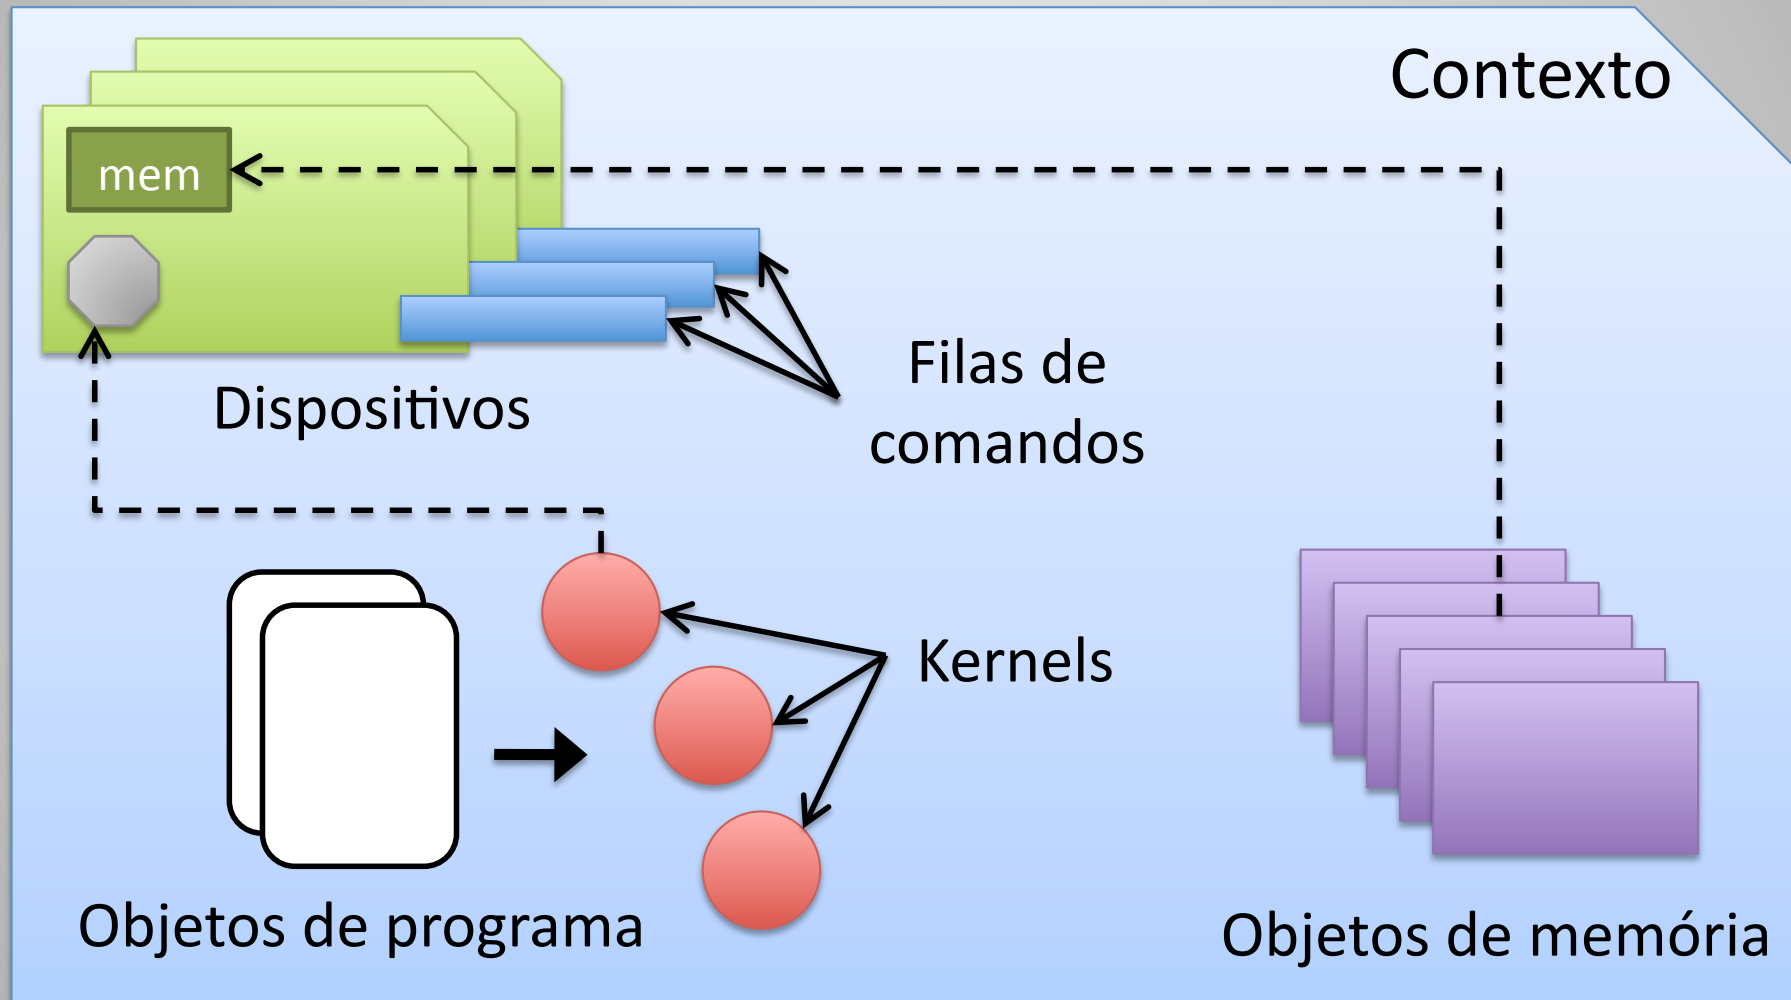 Contexto
mem
Filas de
comandos
Dispositivos
Kernels
Objetos de programa
Objetos de memória